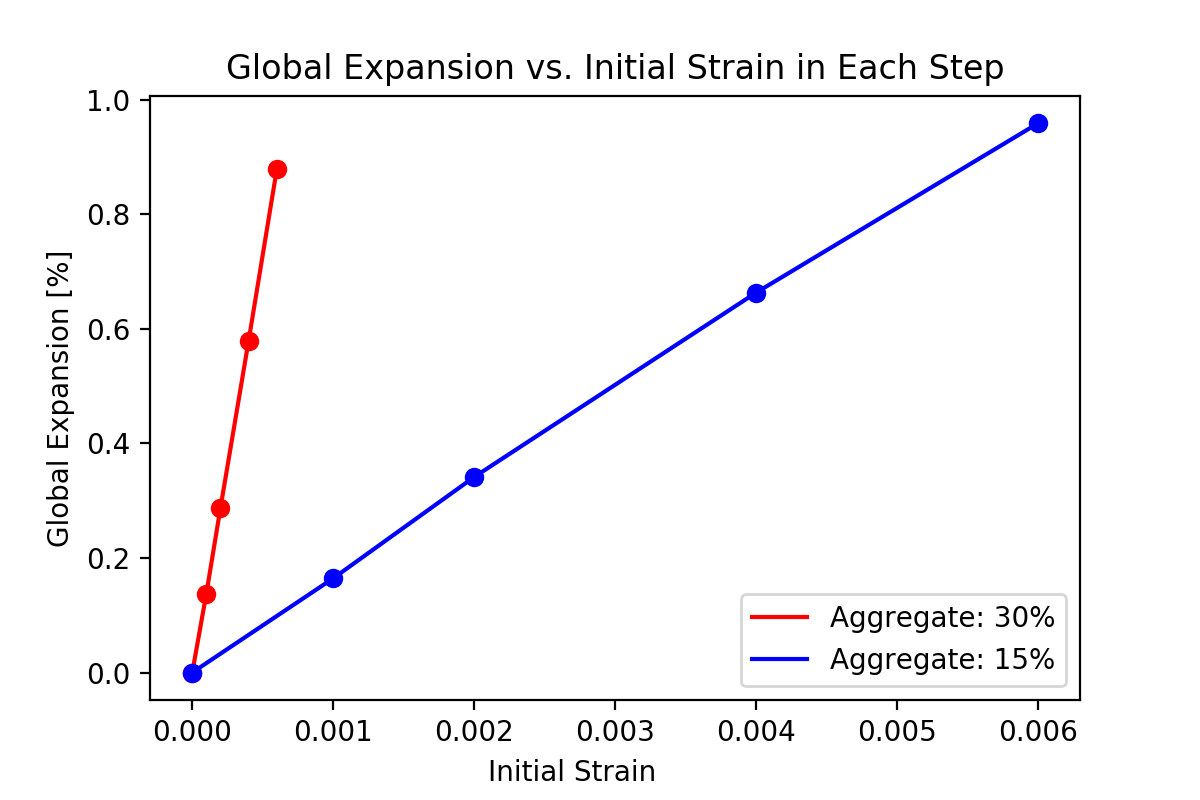 Global Expansion vs. Initial Strain in Each Step
1.0
0.8
0.6
0.4
0.2
0.0
Global Expansion [%]
Aggregate: 30%
Aggregate: 15%
0.000 0.001 0.002 0.003 0.004 0.005 0.006
Initial Strain